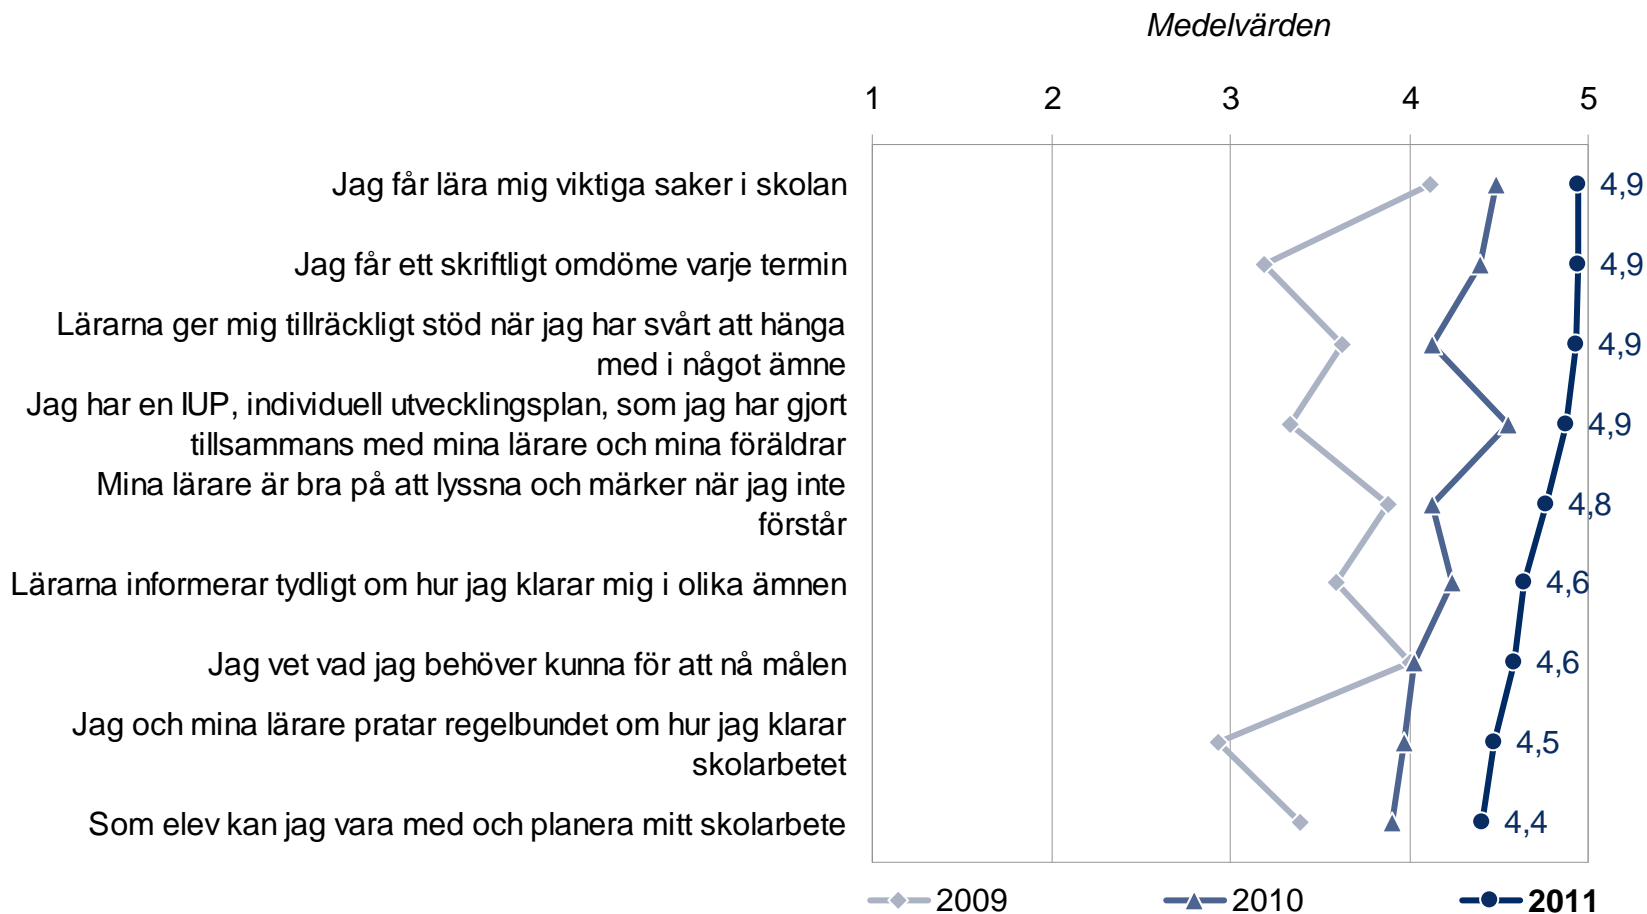 Medelvärden
1 2 3 4 5
Jag får lära mig viktiga saker i skolan 4,9
Jag får ett skriftligt omdöme varje termin 4,9
Lärarna ger mig tillräckligt stöd när jag har svårt att hänga
med i något ämne 4,9
Jag har en IUP, individuell utvecklingsplan, som jag har gjort
tillsammans med mina lärare och mina föräldrar 4,9
Mina lärare är bra på att lyssna och märker när jag inte
förstår 4,8
Lärarna informerar tydligt om hur jag klarar mig i olika ämnen 4,6
Jag vet vad jag behöver kunna för att nå målen 4,6
Jag och mina lärare pratar regelbundet om hur jag klarar
skolarbetet 4,5
Som elev kan jag vara med och planera mitt skolarbete 4,4
2009 2010 2011